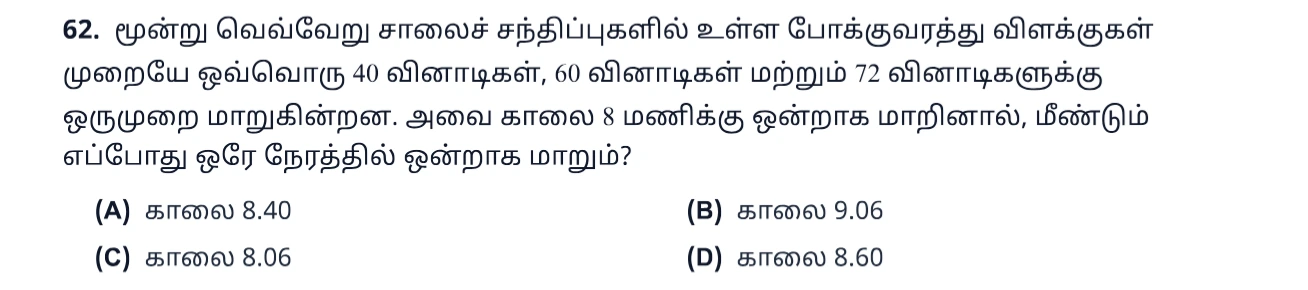 62. மூன்று வெவ்வேறு சாலைச் சந்திப்புகளில் உள்ள போக்குவரத்து விளக்குகள்
முறையே ஒவ்வொரு 40 வினாடிகள், 60 வினாடிகள் மற்றும் 72 வினாடிகளுக்கு
ஒருமுறை மாறுகின்றன. அவை காலை 8 மணிக்கு ஒன்றாக மாறினால், மீண்டும்
எப்போது ஒரே நேரத்தில் ஒன்றாக மாறும்?
(A) காலை 8.40 (B) காலை 9.06
(C) காலை 8.06 (D) காலை 8.60